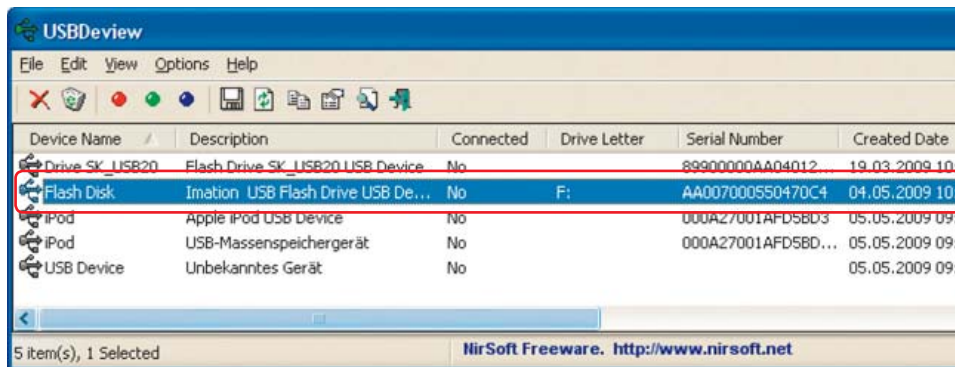 USBDeview
File Edit View Options Help
Device Name Description Connected Drive Letter Serial Number Created Date
Drive SK_USB20 Flash Drive SK_USB20 USB Device No 89900000AA04012... 19.03.2009 10
Flash Disk Imation USB Flash Drive USB De... No F: AA007000550470C4 04.05.2009 10
iPod Apple iPod USB Device No 000A27001AFD5BD3 05.05.2009 09
iPod USB-Massenspeichergerät No 000A27001AFD5BD... 05.05.2009 09:
USB Device Unbekanntes Gerät No 05.05.2009 09:
5 item(s), 1 Selected NirSoft Freeware. http://www.nirsoft.net